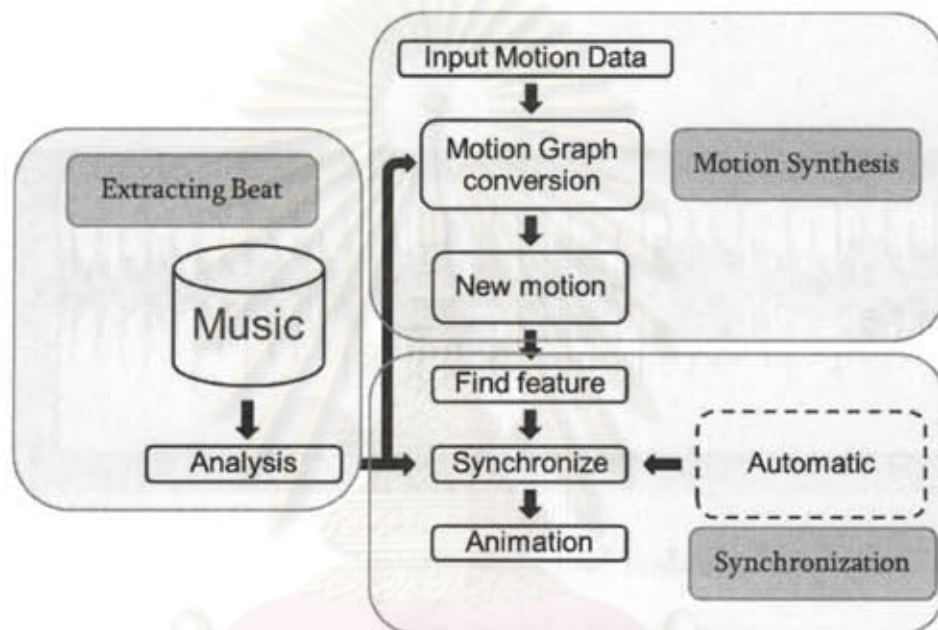 Input Motion Data
Motion Graph
conversion
Motion Synthesis
New motion
Extracting Beat
Music
Analysis
Find feature
Synchronize
Automatic
Animation
Synchronization